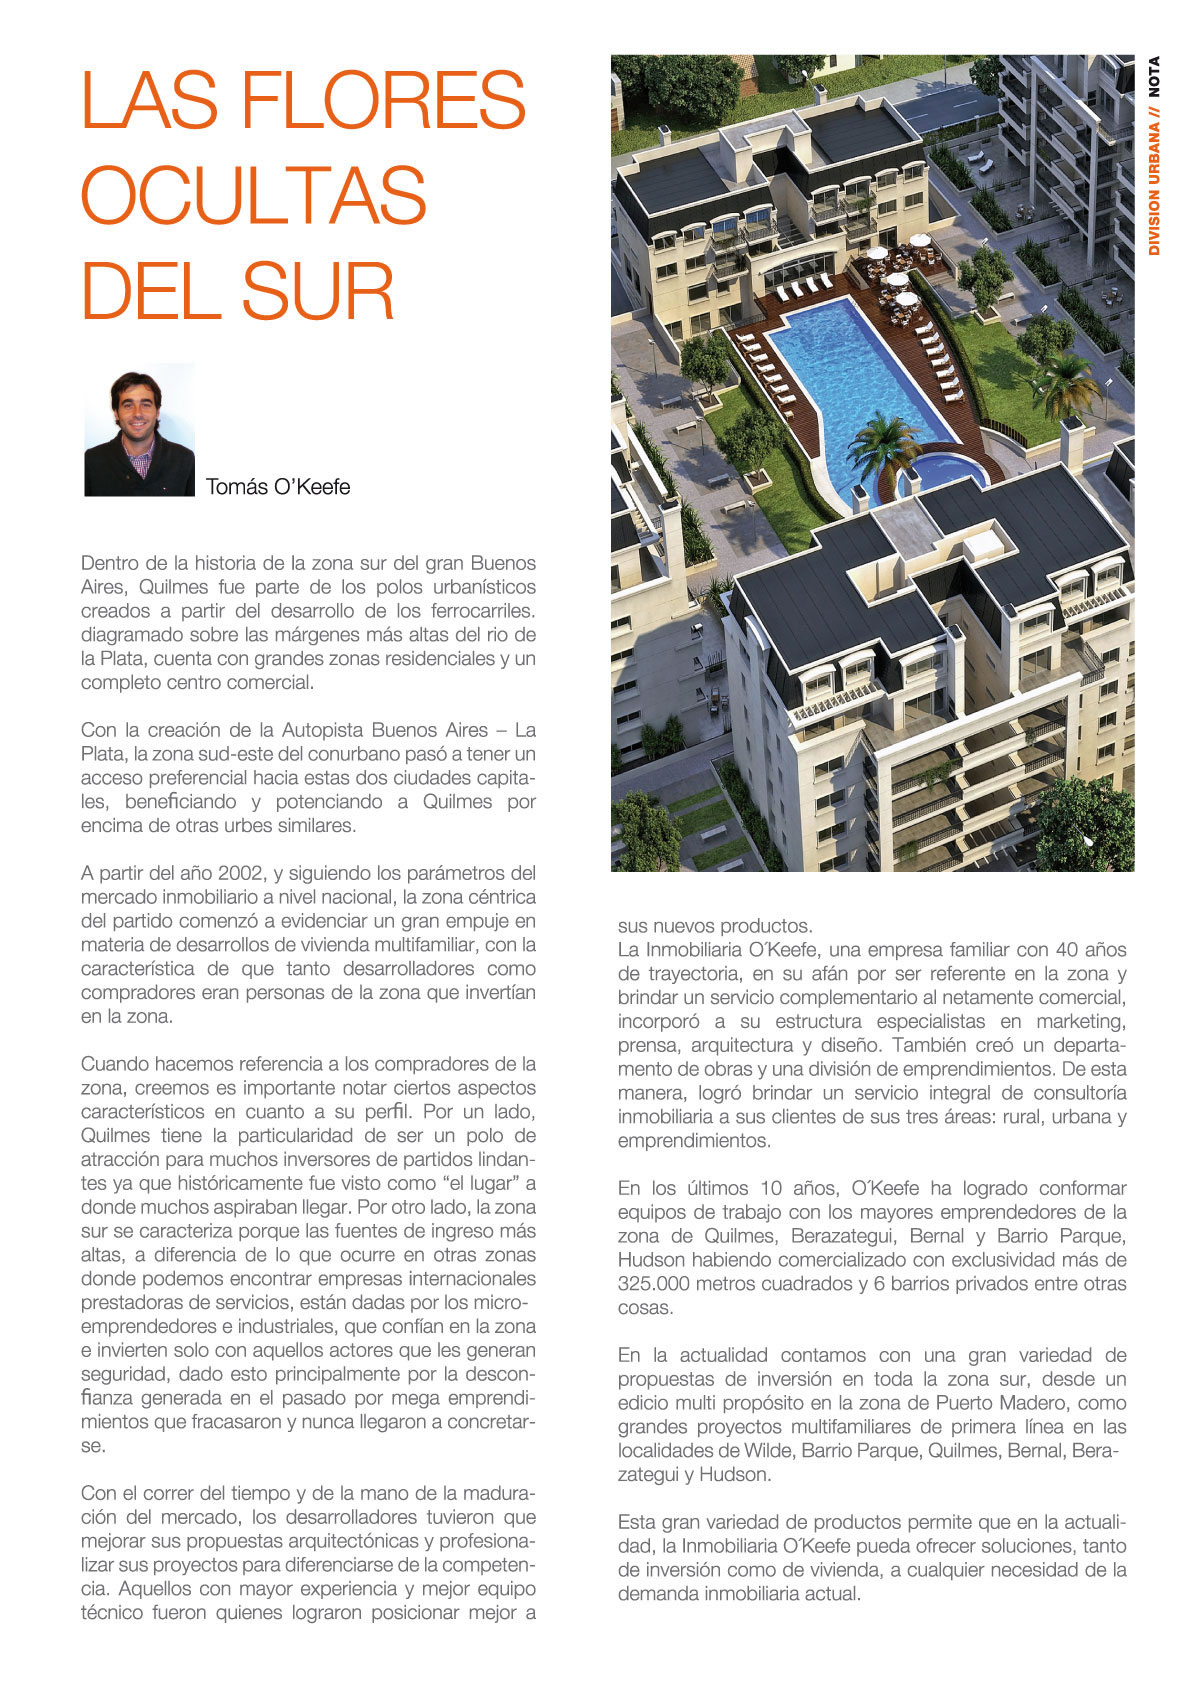 LAS FLORES
OCULTAS
DEL SUR
Tomás O’Keefe
Dentro de la historia de la zona sur del gran Buenos
Aires, Quilmes fue parte de los polos urbanísticos
creados a partir del desarrollo de los ferrocarriles.
diagramado sobre las márgenes más altas del rio de
la Plata, cuenta con grandes zonas residenciales y un
completo centro comercial.
Con la creación de la Autopista Buenos Aires – La
Plata, la zona sud-este del conurbano pasó a tener un
acceso preferencial hacia estas dos ciudades capita-
les, beneficiando y potenciando a Quilmes por
encima de otras urbes similares.
A partir del año 2002, y siguiendo los parámetros del
mercado inmobiliario a nivel nacional, la zona céntrica
del partido comenzó a evidenciar un gran empuje en
materia de desarrollos de vivienda multifamiliar, con la
característica de que tanto desarrolladores como
compradores eran personas de la zona que invertían
en la zona.
Cuando hacemos referencia a los compradores de la
zona, creemos es importante notar ciertos aspectos
característicos en cuanto a su perfil. Por un lado,
Quilmes tiene la particularidad de ser un polo de
atracción para muchos inversores de partidos lindan-
tes ya que históricamente fue visto como “el lugar” a
donde muchos aspiraban llegar. Por otro lado, la zona
sur se caracteriza porque las fuentes de ingreso más
altas, a diferencia de lo que ocurre en otras zonas
donde podemos encontrar empresas internacionales
prestadoras de servicios, están dadas por los micro-
emprendedores e industriales, que confían en la zona
e invierten solo con aquellos actores que les generan
seguridad, dado esto principalmente por la descon-
fianza generada en el pasado por mega emprendi-
mientos que fracasaron y nunca llegaron a concretar-
se.
Con el correr del tiempo y de la mano de la madura-
ción del mercado, los desarrolladores tuvieron que
mejorar sus propuestas arquitectónicas y profesiona-
lizar sus proyectos para diferenciarse de la competen-
cia. Aquellos con mayor experiencia y mejor equipo
técnico fueron quienes lograron posicionar mejor a
DIVISION URBANA // NOTA
sus nuevos productos.
La Inmobiliaria O´Keefe, una empresa familiar con 40 años
de trayectoria, en su afán por ser referente en la zona y
brindar un servicio complementario al netamente comercial,
incorporó a su estructura especialistas en marketing,
prensa, arquitectura y diseño. También creó un departa-
mento de obras y una división de emprendimientos. De esta
manera, logró brindar un servicio integral de consultoría
inmobiliaria a sus clientes de sus tres áreas: rural, urbana y
emprendimientos.
En los últimos 10 años, O´Keefe ha logrado conformar
equipos de trabajo con los mayores emprendedores de la
zona de Quilmes, Berazategui, Bernal y Barrio Parque,
Hudson habiendo comercializado con exclusividad más de
325.000 metros cuadrados y 6 barrios privados entre otras
cosas.
En la actualidad contamos con una gran variedad de
propuestas de inversión en toda la zona sur, desde un
edicio multi propósito en la zona de Puerto Madero, como
grandes proyectos multifamiliares de primera línea en las
localidades de Wilde, Barrio Parque, Quilmes, Bernal, Bera-
zategui y Hudson.
Esta gran variedad de productos permite que en la actuali-
dad, la Inmobiliaria O´Keefe pueda ofrecer soluciones, tanto
de inversión como de vivienda, a cualquier necesidad de la
demanda inmobiliaria actual.